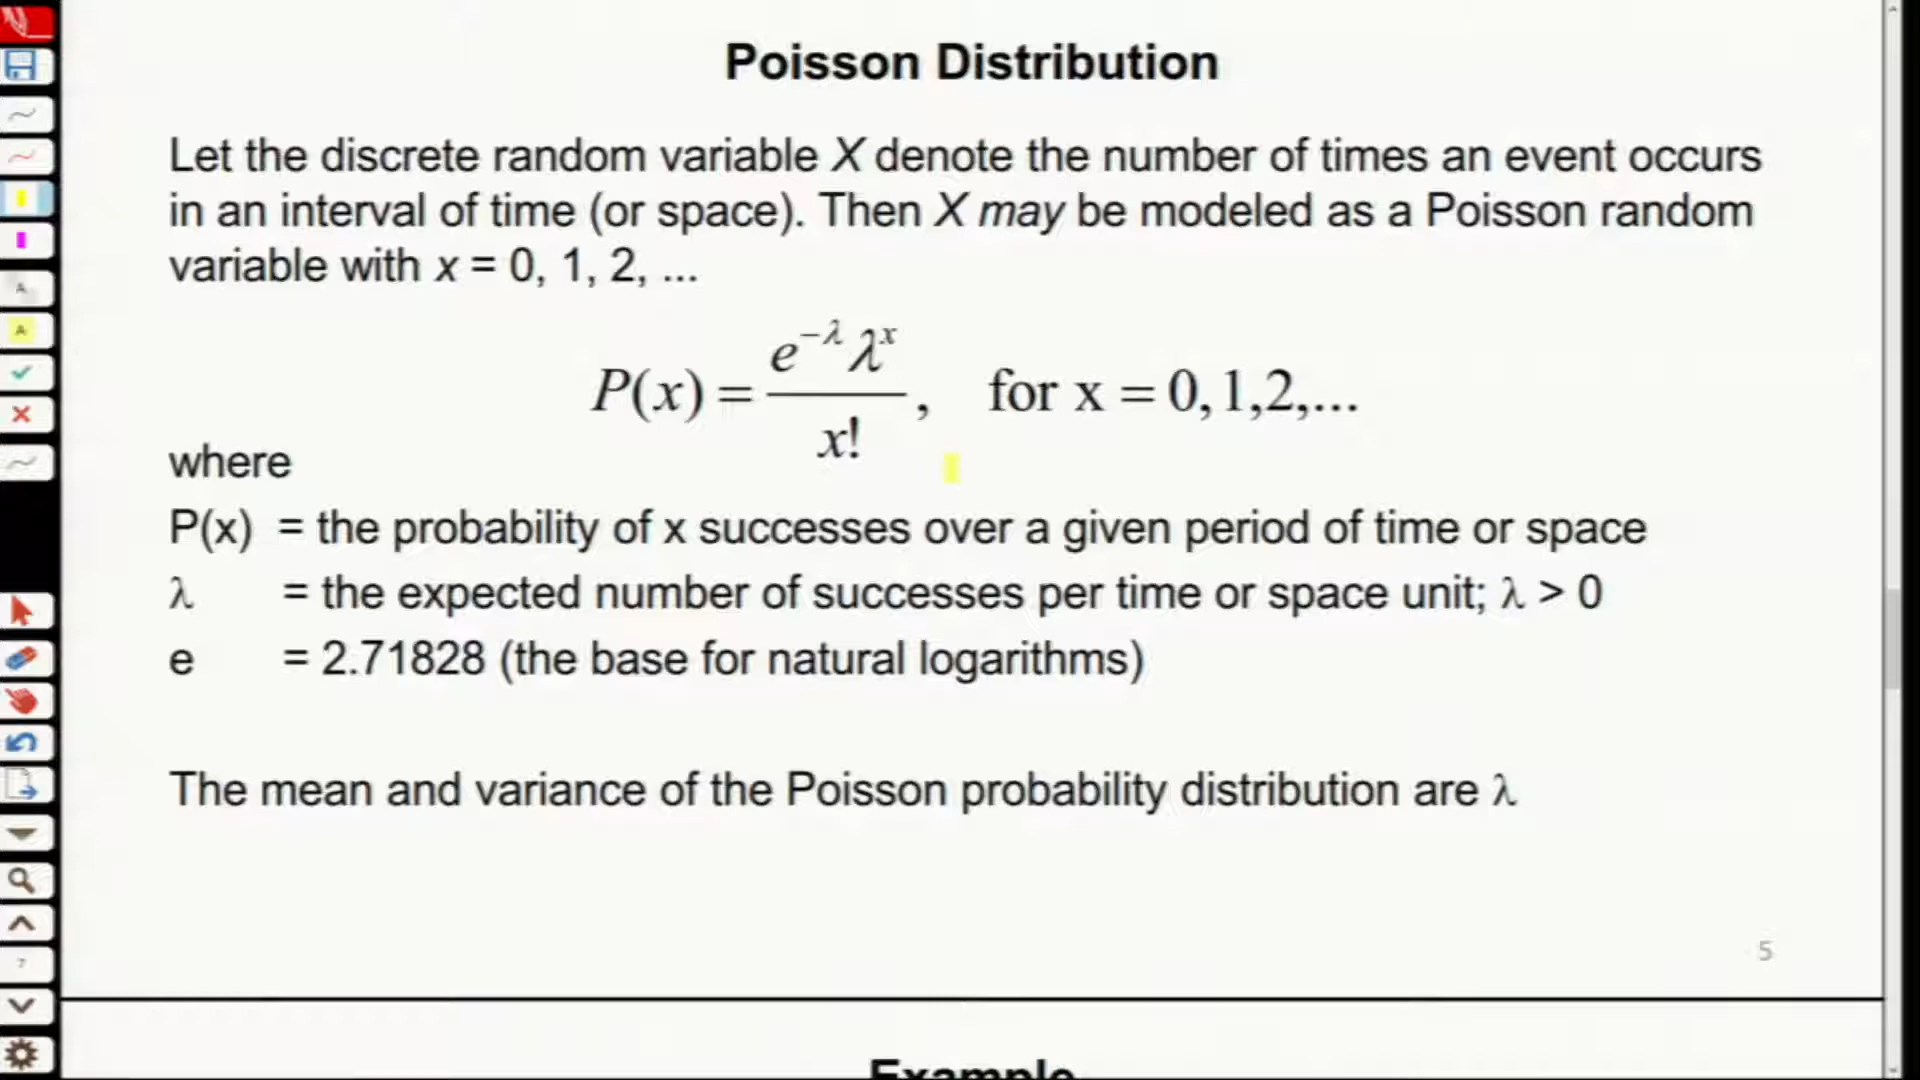 Poisson Distribution
Let the discrete random variable X denote the number of times an event occurs
in an interval of time (or space). Then X may be modeled as a Poisson random
variable with x = 0, 1, 2, ...
P(x) = e^{-λ} λ^x / x!,   for x = 0,1,2,...
where
P(x) = the probability of x successes over a given period of time or space
λ = the expected number of successes per time or space unit; λ > 0
e = 2.71828 (the base for natural logarithms)
The mean and variance of the Poisson probability distribution are λ
5
Example